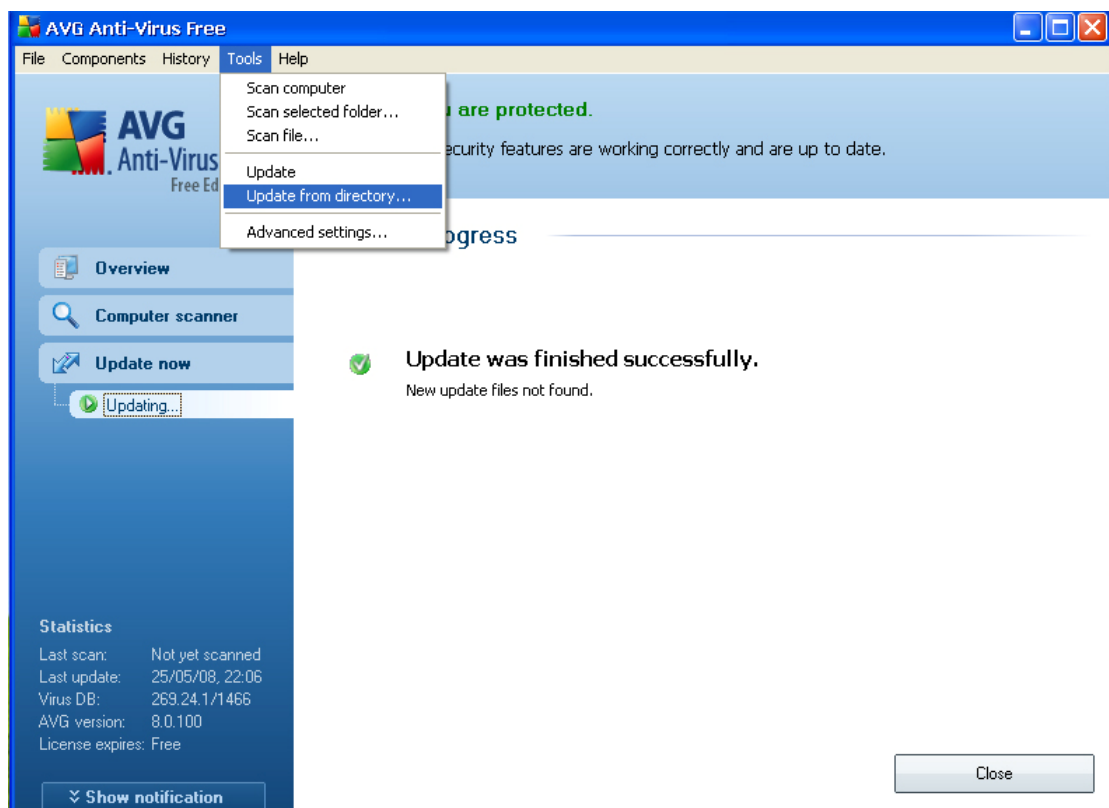 AVG Anti-Virus Free
File Components History Tools Help
Scan computer
Scan selected folder...
Scan file...
Update
Update from directory...
Advanced settings...
AVG
Anti-Virus
Free Ed
are protected.
ecurity features are working correctly and are up to date.
ogress
Overview
Computer scanner
Update now
Updating...
Update was finished successfully.
New update files not found.
Statistics
Last scan: Not yet scanned
Last update: 25/05/08, 22:06
Virus DB: 269.24.1/1466
AVG version: 8.0.100
License expires: Free
Show notification
Close